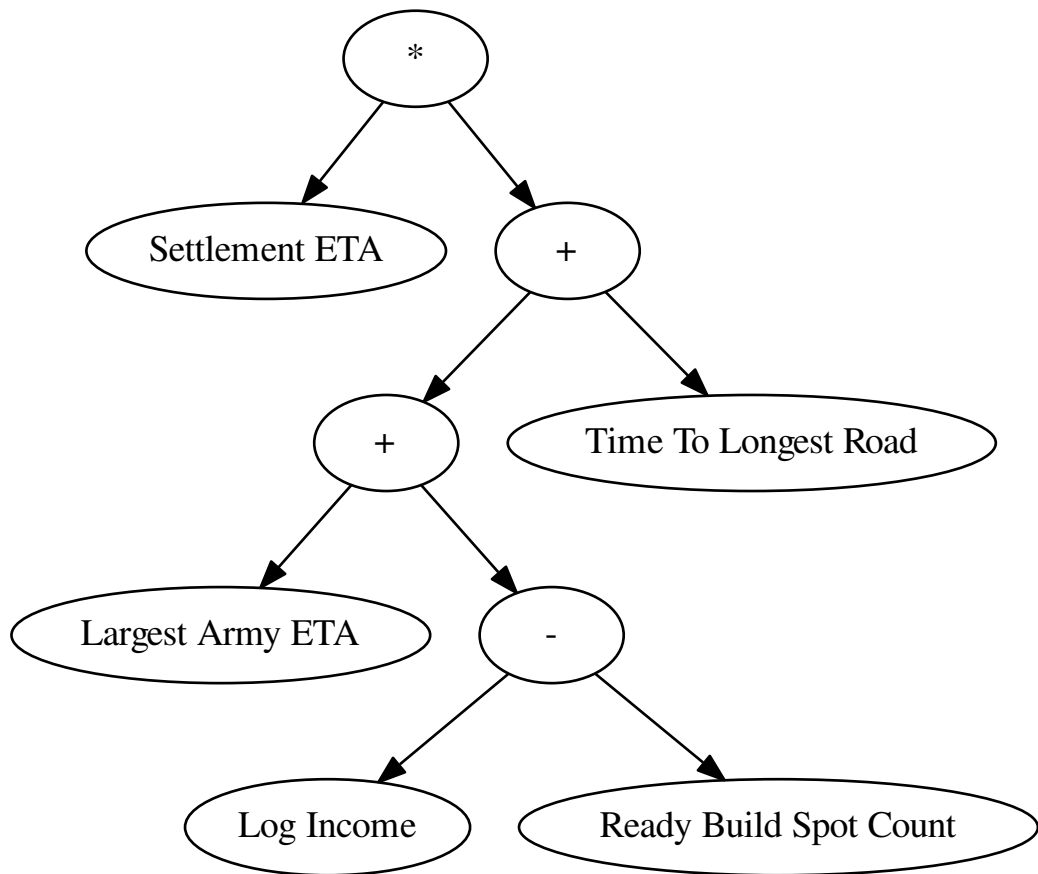 *
Settlement ETA
+
+
Time To Longest Road
Largest Army ETA
-
Log Income
Ready Build Spot Count